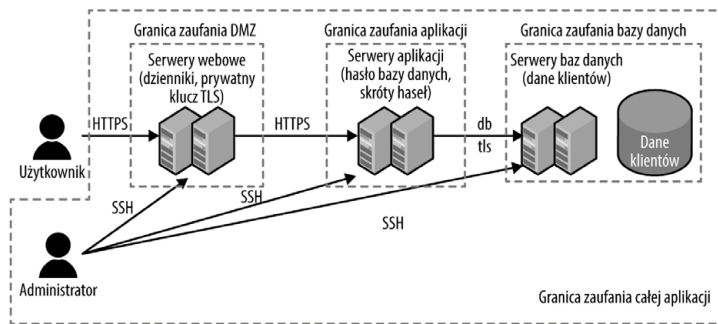 Granica zaufania DMZ
Granica zaufania aplikacji
Granica zaufania bazy danych
Serwery webowe
(dzienniki, prywatny
klucz TLS)
Serwery aplikacji
(hasło bazy danych,
skróty haseł)
Serwery baz danych
(dane klientów)
HTTPS
HTTPS
db
tls
Dane
klientów
Użytkownik
SSH
SSH
SSH
Administrator
Granica zaufania całej aplikacji